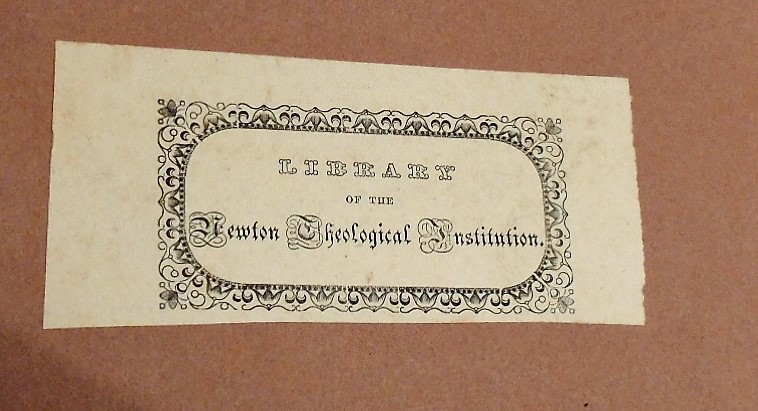 LIBRARY
OF THE
Newton Theological Institution.